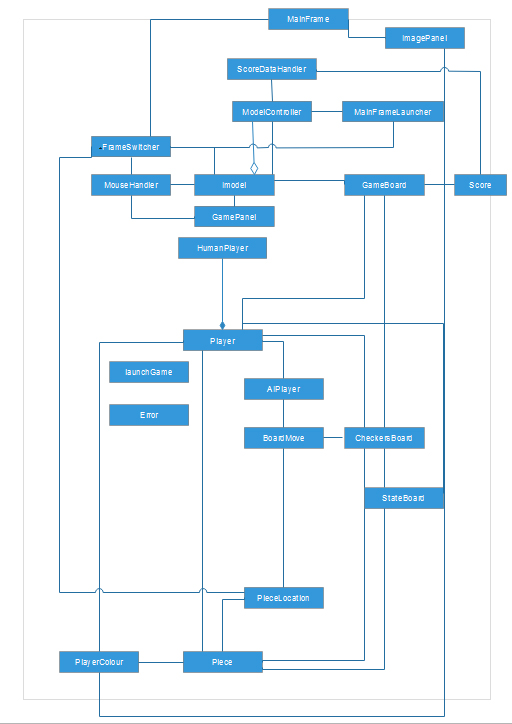 MainFrame
ImagePanel
ScoreDataHandler
ModelController
MainFrameLauncher
FrameSwitcher
MouseHandler
Imodel
GameBoard
Score
GamePanel
HumanPlayer
Player
launchGame
AIPlayer
Error
BoardMove
CheckersBoard
StateBoard
PieceLocation
PlayerColour
Piece